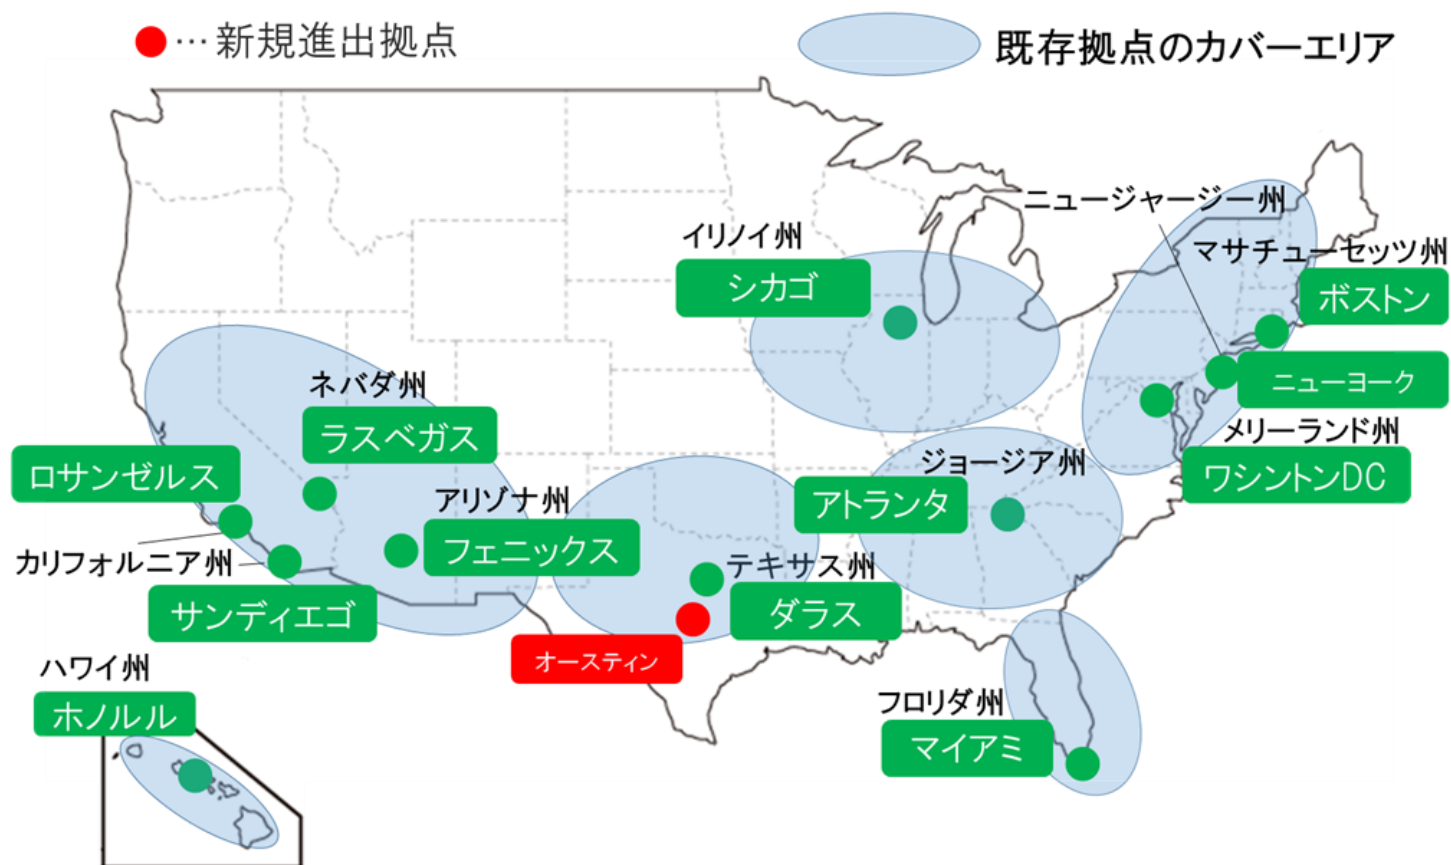 ●…新規進出拠点
既存拠点のカバーエリア
ニュージャージー州
イリノイ州
シカゴ
マサチューセッツ州
ボストン
ネバダ州
ラスベガス
ニューヨーク
メリーランド州
ワシントンDC
ロサンゼルス
カリフォルニア州
アリゾナ州
フェニックス
ジョージア州
アトランタ
サンディエゴ
テキサス州
ダラス
オースティン
ハワイ州
ホノルル
フロリダ州
マイアミ